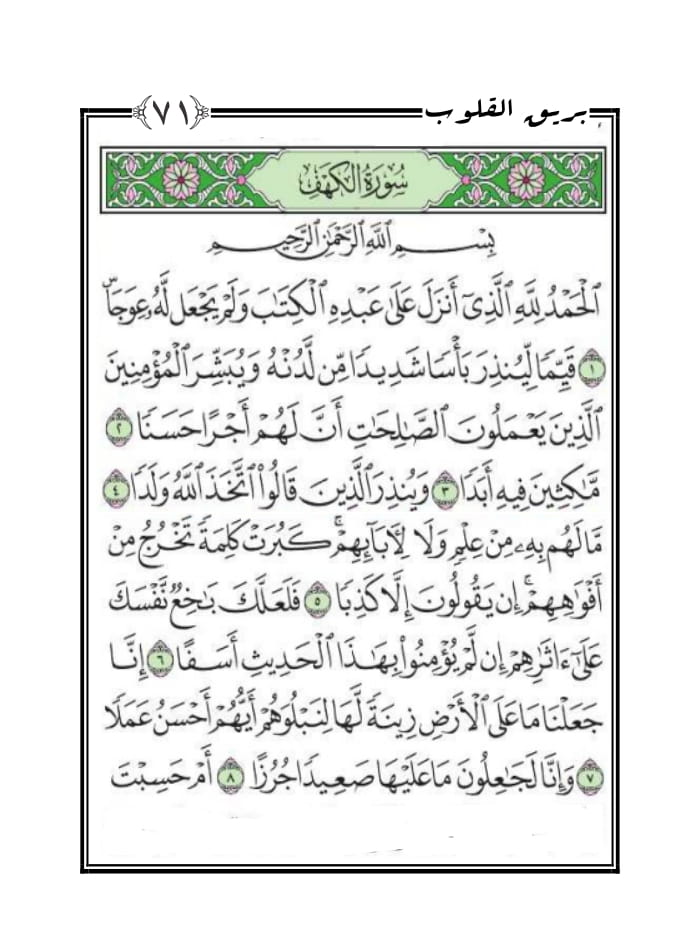 بريق القلوب
﴿٧١﴾
سُورَةُ الكَهْفِ
بِسْمِ ٱللَّهِ ٱلرَّحْمَٰنِ ٱلرَّحِيمِ
ٱلْحَمْدُ لِلَّهِ ٱلَّذِىٓ أَنزَلَ عَلَىٰ عَبْدِهِ ٱلْكِتَٰبَ وَلَمْ يَجْعَل لَّهُۥ عِوَجَاۜ
١ قَيِّمًا لِّيُنذِرَ بَأْسًا شَدِيدًا مِّن لَّدُنْهُ وَيُبَشِّرَ ٱلْمُؤْمِنِينَ
ٱلَّذِينَ يَعْمَلُونَ ٱلصَّٰلِحَٰتِ أَنَّ لَهُمْ أَجْرًا حَسَنًا ٢
مَّٰكِثِينَ فِيهِ أَبَدًا ٣ وَيُنذِرَ ٱلَّذِينَ قَالُوا۟ ٱتَّخَذَ ٱللَّهُ وَلَدًا ٤
مَّا لَهُم بِهِۦ مِنْ عِلْمٍ وَلَا لِءَابَآئِهِمْ ۚ كَبُرَتْ كَلِمَةً تَخْرُجُ مِنْ
أَفْوَٰهِهِمْ ۚ إِن يَقُولُونَ إِلَّا كَذِبًا ٥ فَلَعَلَّكَ بَٰخِعٌ نَّفْسَكَ
عَلَىٰٓ ءَاثَٰرِهِمْ إِن لَّمْ يُؤْمِنُوا۟ بِهَٰذَا ٱلْحَدِيثِ أَسَفًا ٦ إِنَّا
جَعَلْنَا مَا عَلَى ٱلْأَرْضِ زِينَةً لَّهَا لِنَبْلُوَهُمْ أَيُّهُمْ أَحْسَنُ عَمَلًا
٧ وَإِنَّا لَجَٰعِلُونَ مَا عَلَيْهَا صَعِيدًا جُرُزًا ٨ أَمْ حَسِبْتَ